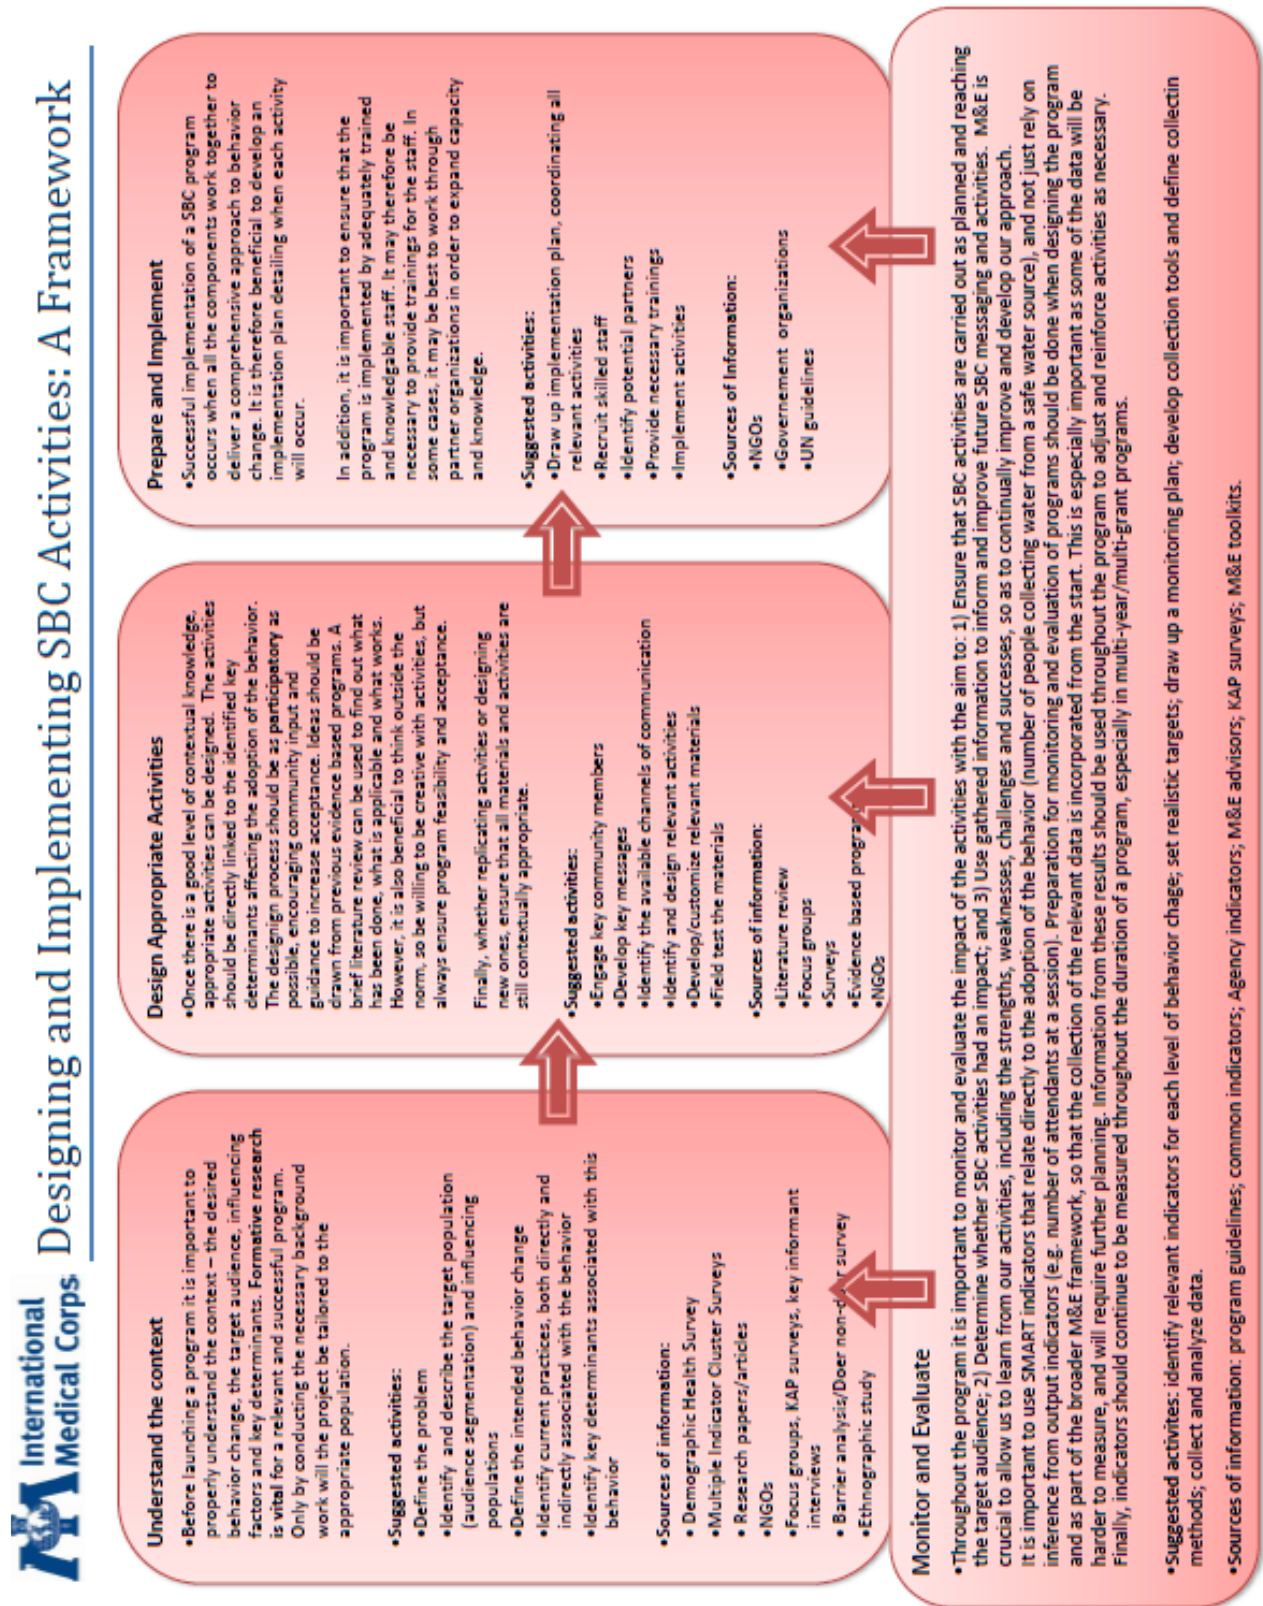 International
Medical Corps
Designing and Implementing SBC Activities: A Framework
Understand the context
•Before launching a program it is important to
properly understand the context – the desired
behavior change, the target audience, influencing
factors and key determinants. Formative research
is vital for a relevant and successful program.
Only by conducting the necessary background
work will the project be tailored to the
appropriate population.
•Suggested activities:
•Define the problem
•Identify and describe the target population
(audience segmentation) and influencing
populations
•Define the intended behavior change
•Identify current practices, both directly and
indirectly associated with the behavior
•Identify key determinants associated with this
behavior
•Sources of information:
• Demographic Health Survey
•Multiple Indicator Cluster Surveys
• Research papers/articles
•NGOs
•Focus groups, KAP surveys, key informant
interviews
• Barrier analysis/Doer non-doer survey
•Ethnographic study
Design Appropriate Activities
•Once there is a good level of contextual knowledge,
appropriate activities can be designed. The activities
should be directly linked to the identified key
determinants affecting the adoption of the behavior.
The designign process should be as participatory as
possible, encouraging community input and
guidance to increase acceptance. Ideas should be
drawn from previous evidence based programs. A
brief literature review can be used to find out what
has been done, what is applicable and what works.
However, it is also beneficial to think outside the
norm, so be willing to be creative with activities, but
always ensure program feasibility and acceptance.
Finally, whether replicating activities or designing
new ones, ensure that all materials and activities are
still contextually appropriate.
•Suggested activities:
•Engage key community members
•Develop key messages
•Identify the available channels of communication
•Identify and design relevant activities
•Develop/customize relevant materials
•Field test the materials
•Sources of information:
•Literature review
•Focus groups
•Surveys
•Evidence based program
•NGOs
Prepare and Implement
•Successful implementation of a SBC program
occurs when all the components work together to
deliver a comprehensive approach to behavior
change. It is therefore beneficial to develop an
implementation plan detailing when each activity
will occur.
In addition, it is important to ensure that the
program is implemented by adequately trained
and knowledgable staff. It may therefore be
necessary to provide trainings for the staff. In
some cases, it may be best to work through
partner organizations in order to expand capacity
and knowledge.
•Suggested activities:
•Draw up implementation plan, coordinating all
relevant activities
•Recruit skilled staff
•Identify potential partners
•Provide necessary trainings
•Implement activities
•Sources of Information:
•NGOs
•Governement organizations
•UN guidelines
Monitor and Evaluate
•Throughout the program it is important to monitor and evaluate the impact of the activities with the aim to: 1) Ensure that SBC activities are carried out as planned and reaching
the target audience; 2) Determine whether SBC activities had an impact; and 3) Use gathered information to inform and improve future SBC messaging and activities. M&E is
crucial to allow us to learn from our activities, including the strengths, weaknesses, challenges and successes, so as to continually improve and develop our approach.
It is important to use SMART indicators that relate directly to the adoption of the behavior (number of people collecting water from a safe water source), and not just rely on
inference from output indicators (e.g. number of attendants at a session). Preparation for monitoring and evaluation of programs should be done when designing the program
and as part of the broader M&E framework, so that the collection of the relevant data is incorporated from the start. This is especially important as some of the data will be
harder to measure, and will require further planning. Information from these results should be used throughout the program to adjust and reinforce activities as necessary.
Finally, indicators should continue to be measured throughout the duration of a program, especially in multi-year/multi-grant programs.
•Suggested activites: identify relevant indicators for each level of behavior chage; set realistic targets; draw up a monitoring plan; develop collection tools and define collectin
methods; collect and analyze data.
•Sources of information: program guidelines; common indicators; Agency indicators; M&E advisors; KAP surveys; M&E toolkits.